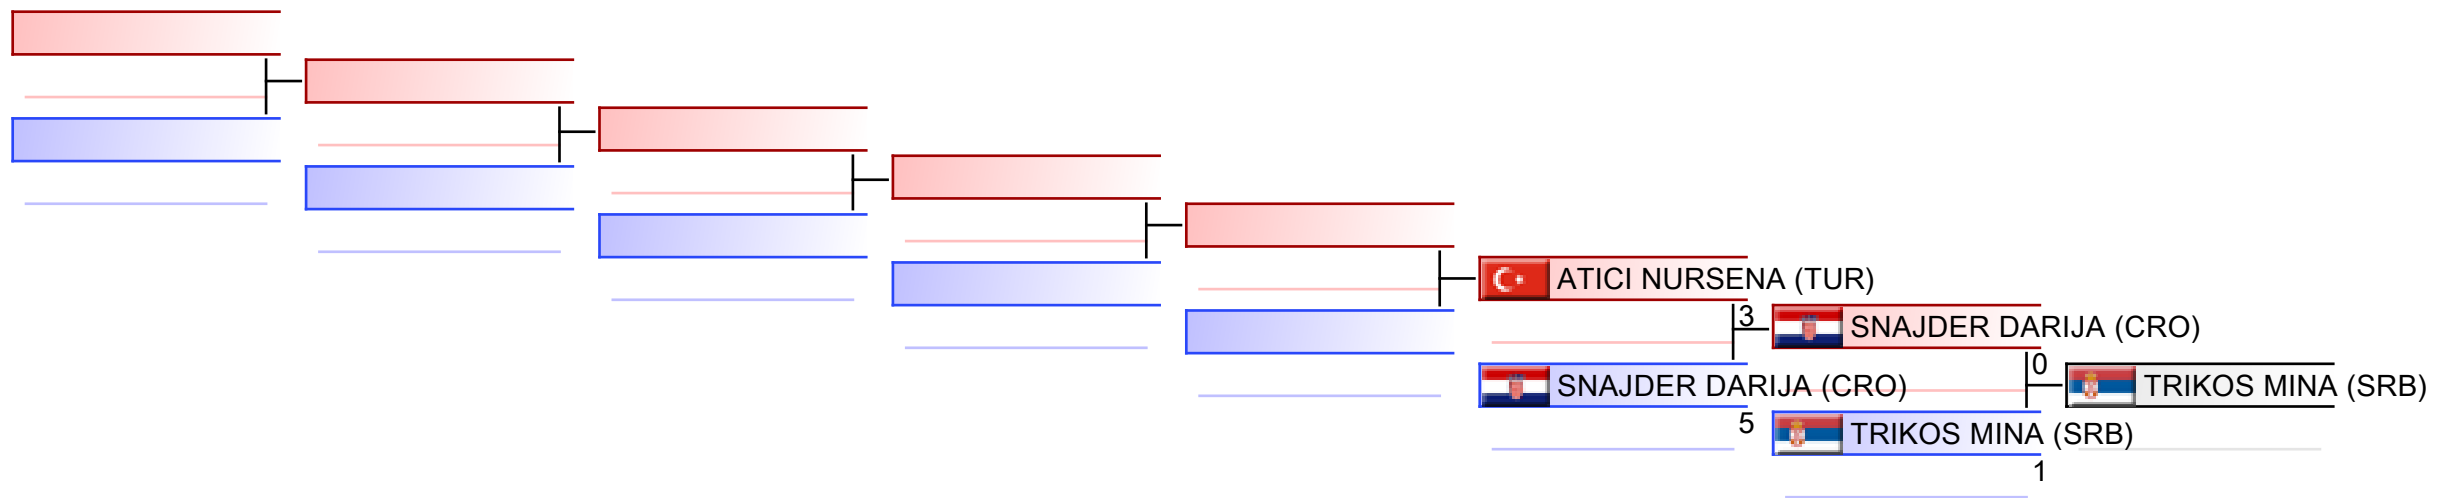 ATICI NURSENA (TUR)
3
SNAJDER DARIJA (CRO)
SNAJDER DARIJA (CRO)
5
0
TRIKOS MINA (SRB)
TRIKOS MINA (SRB)
1